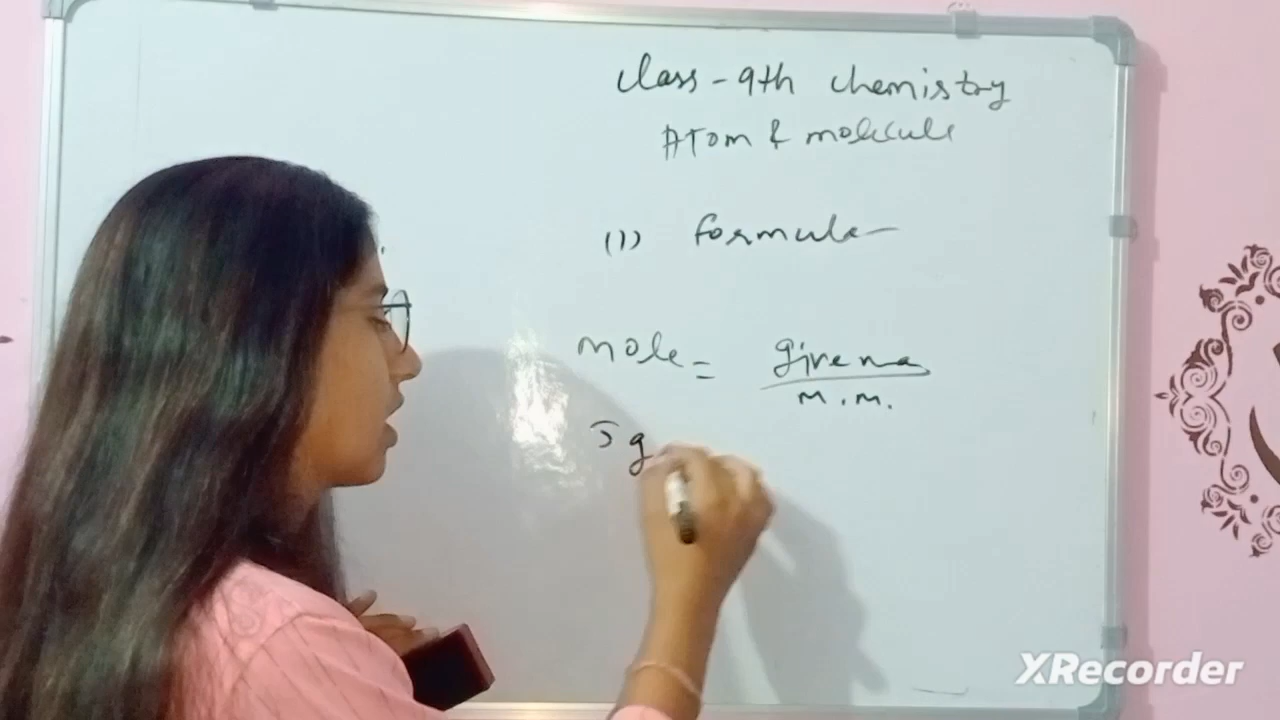 Class - 9th Chemistry
Atom & molecule
(1) formula
mole = given
M.M.
5g
XRecorder